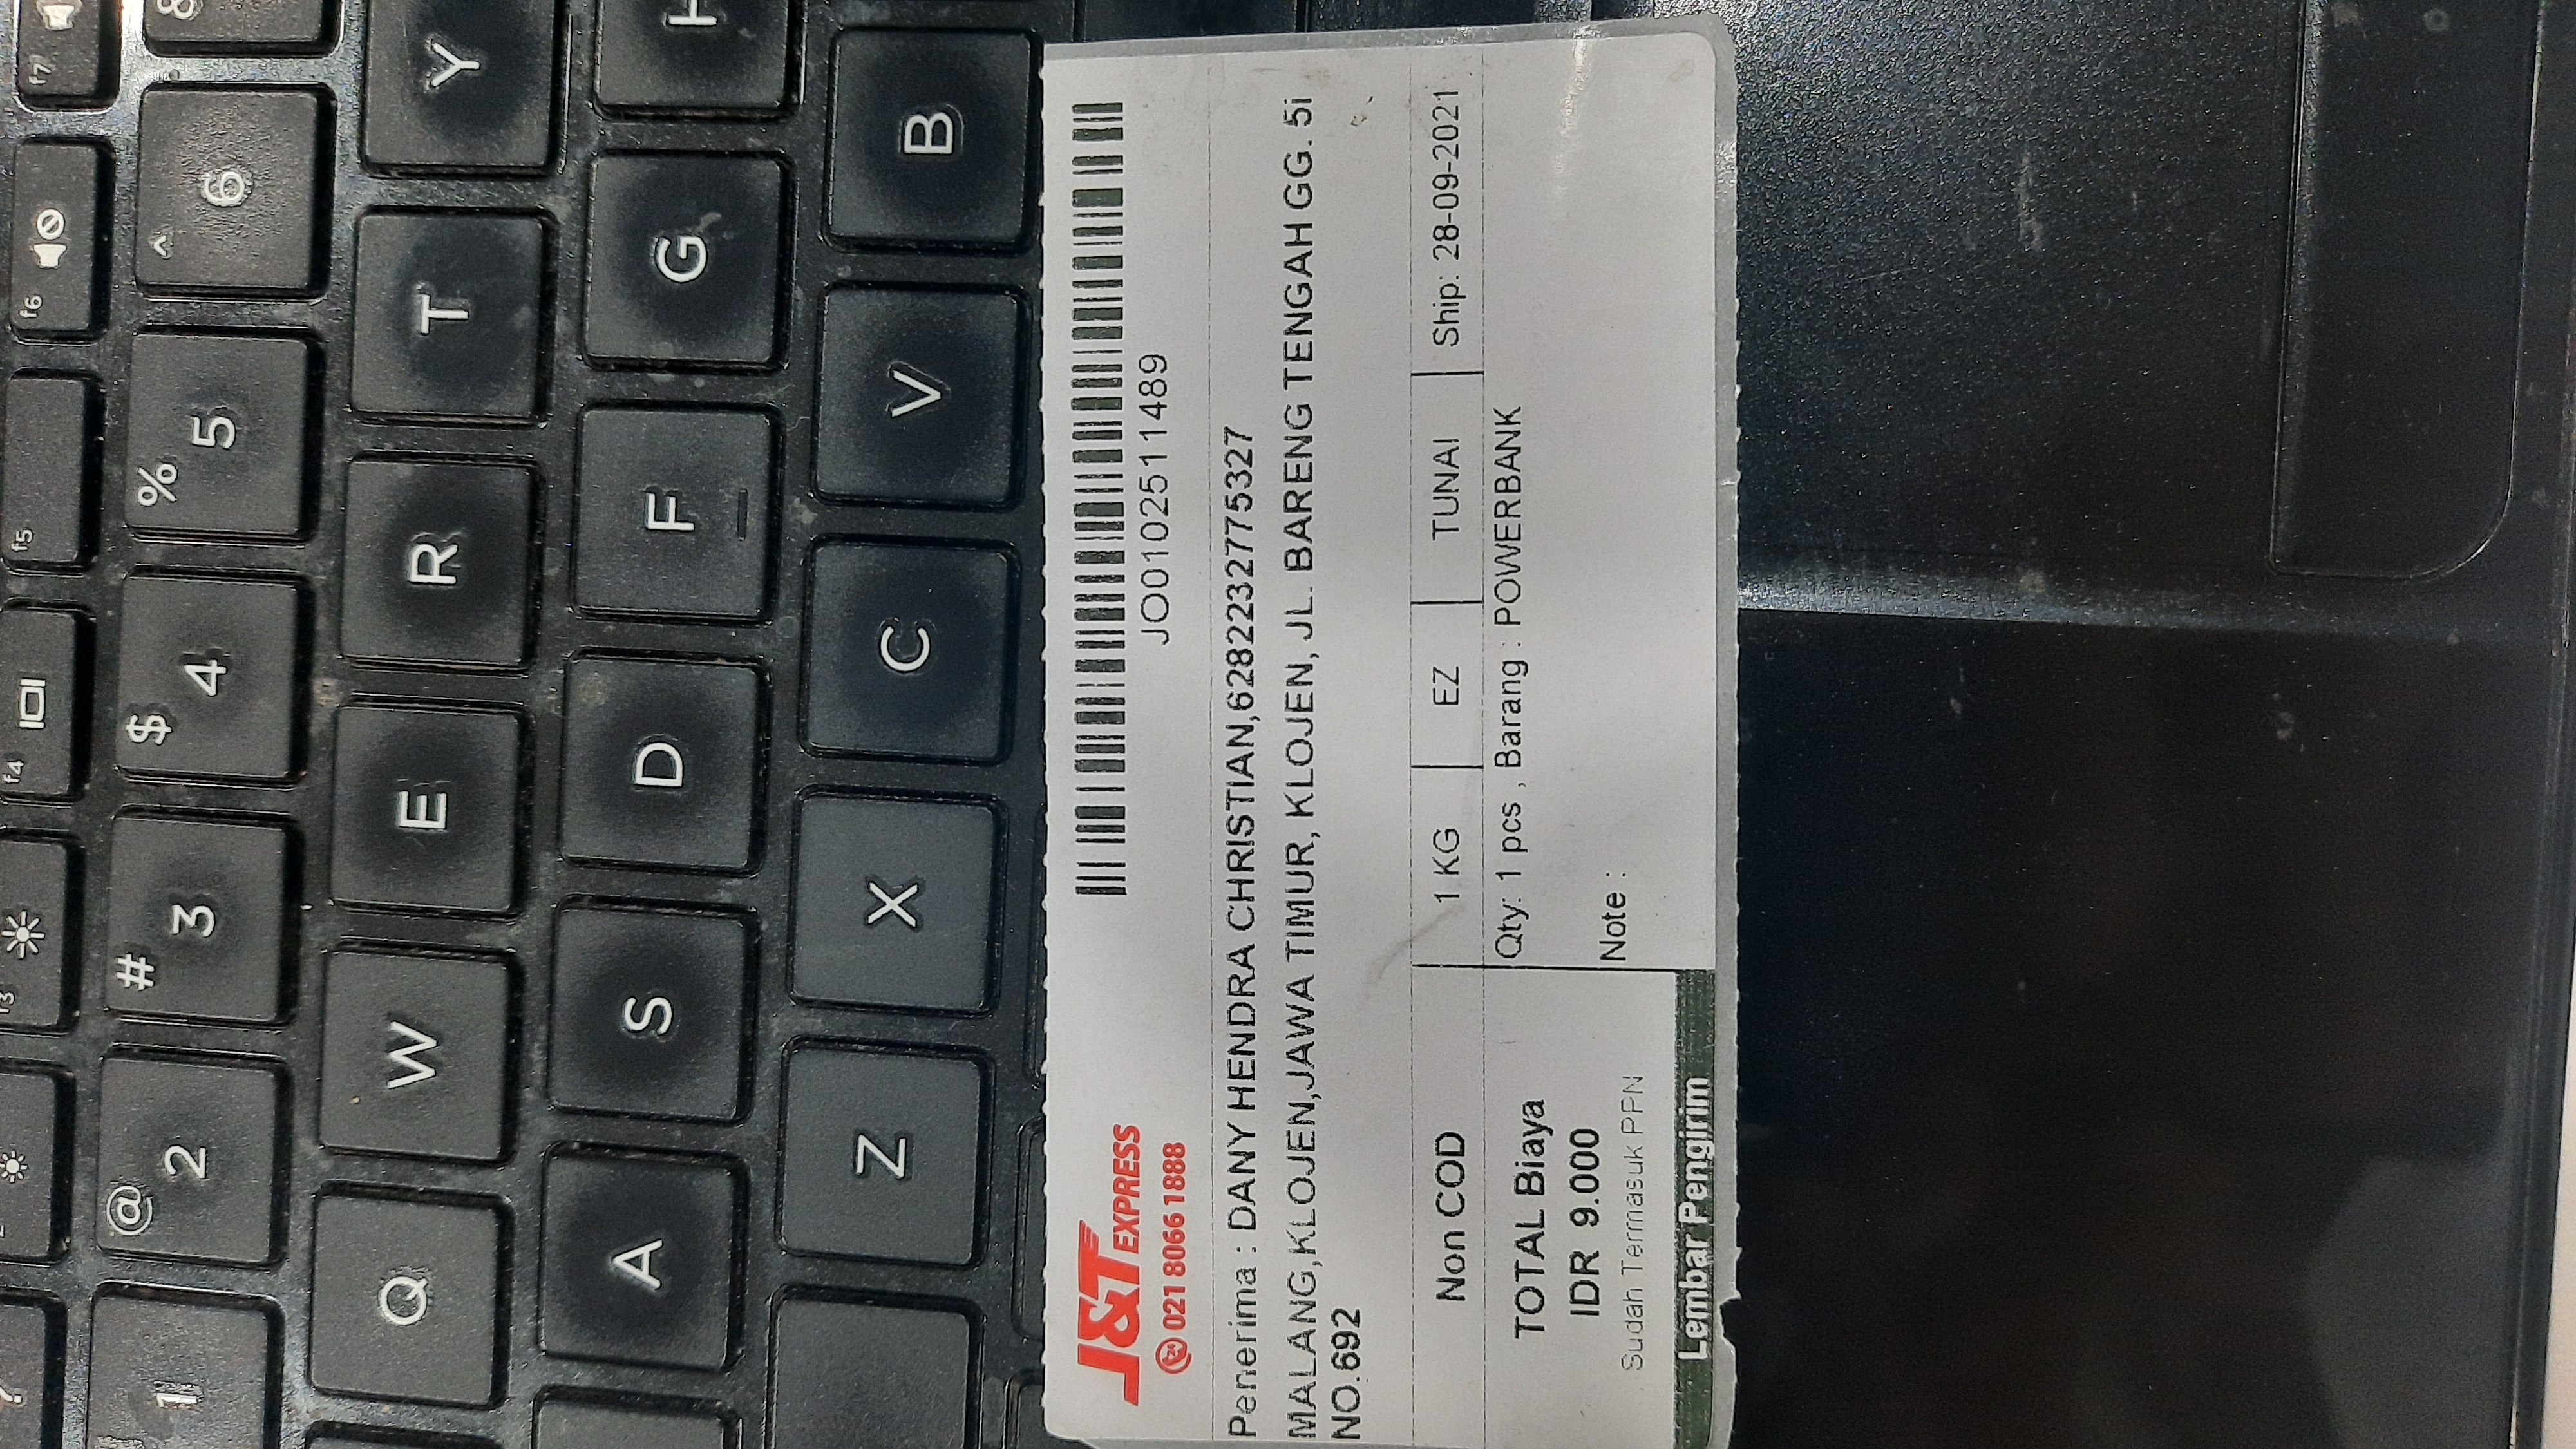 f3 f4 f5 f6 f7
1 @ 2 # 3 $ 4 % 5 ^ 6 &
Q W E R T Y
A S D F G H
Z X C V B
J&T EXPRESS
24 021 8066 1888
JO0102511489
Penerima : DANY HENDRA CHRISTIAN,6282232775327
MALANG,KLOJEN,JAWA TIMUR, KLOJEN, JL. BARENG TENGAH GG. 5i
NO.692
Non COD 1 KG EZ TUNAI Ship: 28-09-2021
Qty: 1 pcs , Barang : POWERBANK
TOTAL Biaya
IDR 9.000
Note :
Sudah Termasuk PPN
Lembar Pengirim